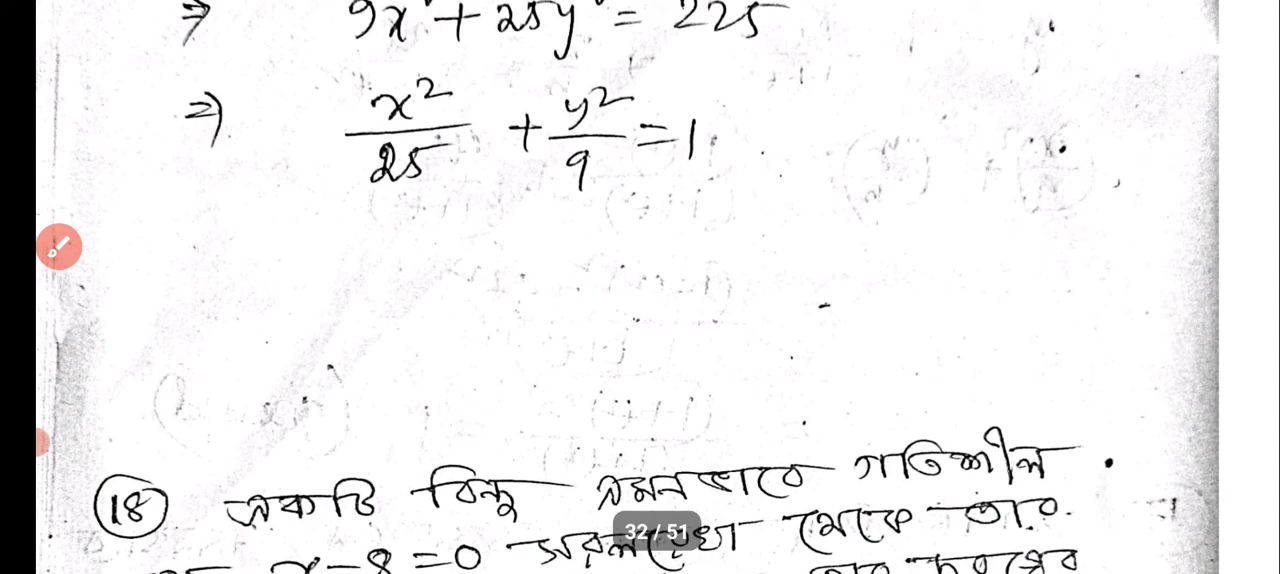 ⇒ 9x² + 25y² = 225
⇒ x²/25 + y²/9 = 1
(18) একটি বিন্দু এমনভাবে গতিশীল
x-8=0 সরলরেখা থেকে তার
32 / 51